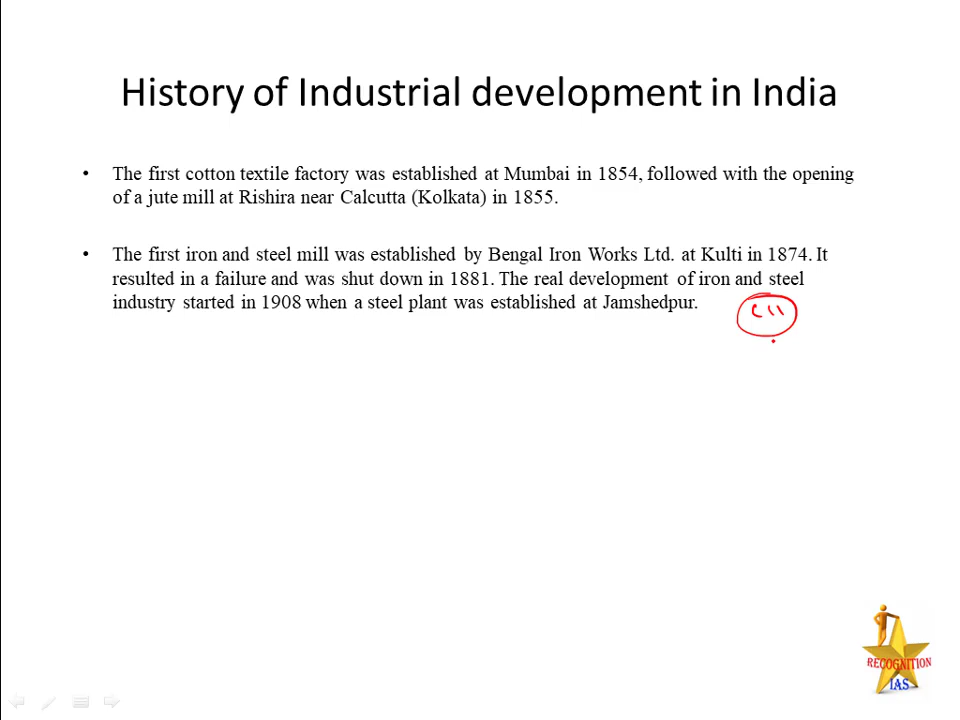 History of Industrial development in India
• The first cotton textile factory was established at Mumbai in 1854, followed with the opening
of a jute mill at Rishira near Calcutta (Kolkata) in 1855.
• The first iron and steel mill was established by Bengal Iron Works Ltd. at Kulti in 1874. It
resulted in a failure and was shut down in 1881. The real development of iron and steel
industry started in 1908 when a steel plant was established at Jamshedpur.
RECOGNITION
IAS